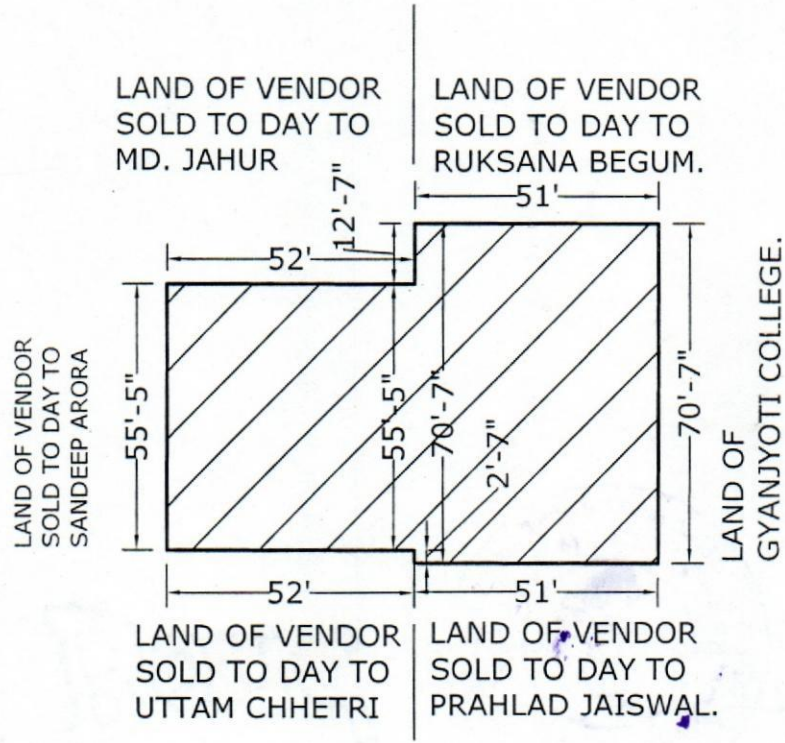 LAND OF VENDOR
SOLD TO DAY TO
MD. JAHUR
LAND OF VENDOR
SOLD TO DAY TO
RUKSANA BEGUM.
51'
12'-7"
52'
LAND OF VENDOR
SOLD TO DAY TO
SANDEEP ARORA
55'-5"
55'-5"
70'-7"
2'-7"
70'-7"
LAND OF
GYANJYOTI COLLEGE.
52'
51'
LAND OF VENDOR
SOLD TO DAY TO
UTTAM CHHETRI
LAND OF VENDOR
SOLD TO DAY TO
PRAHLAD JAISWAL.